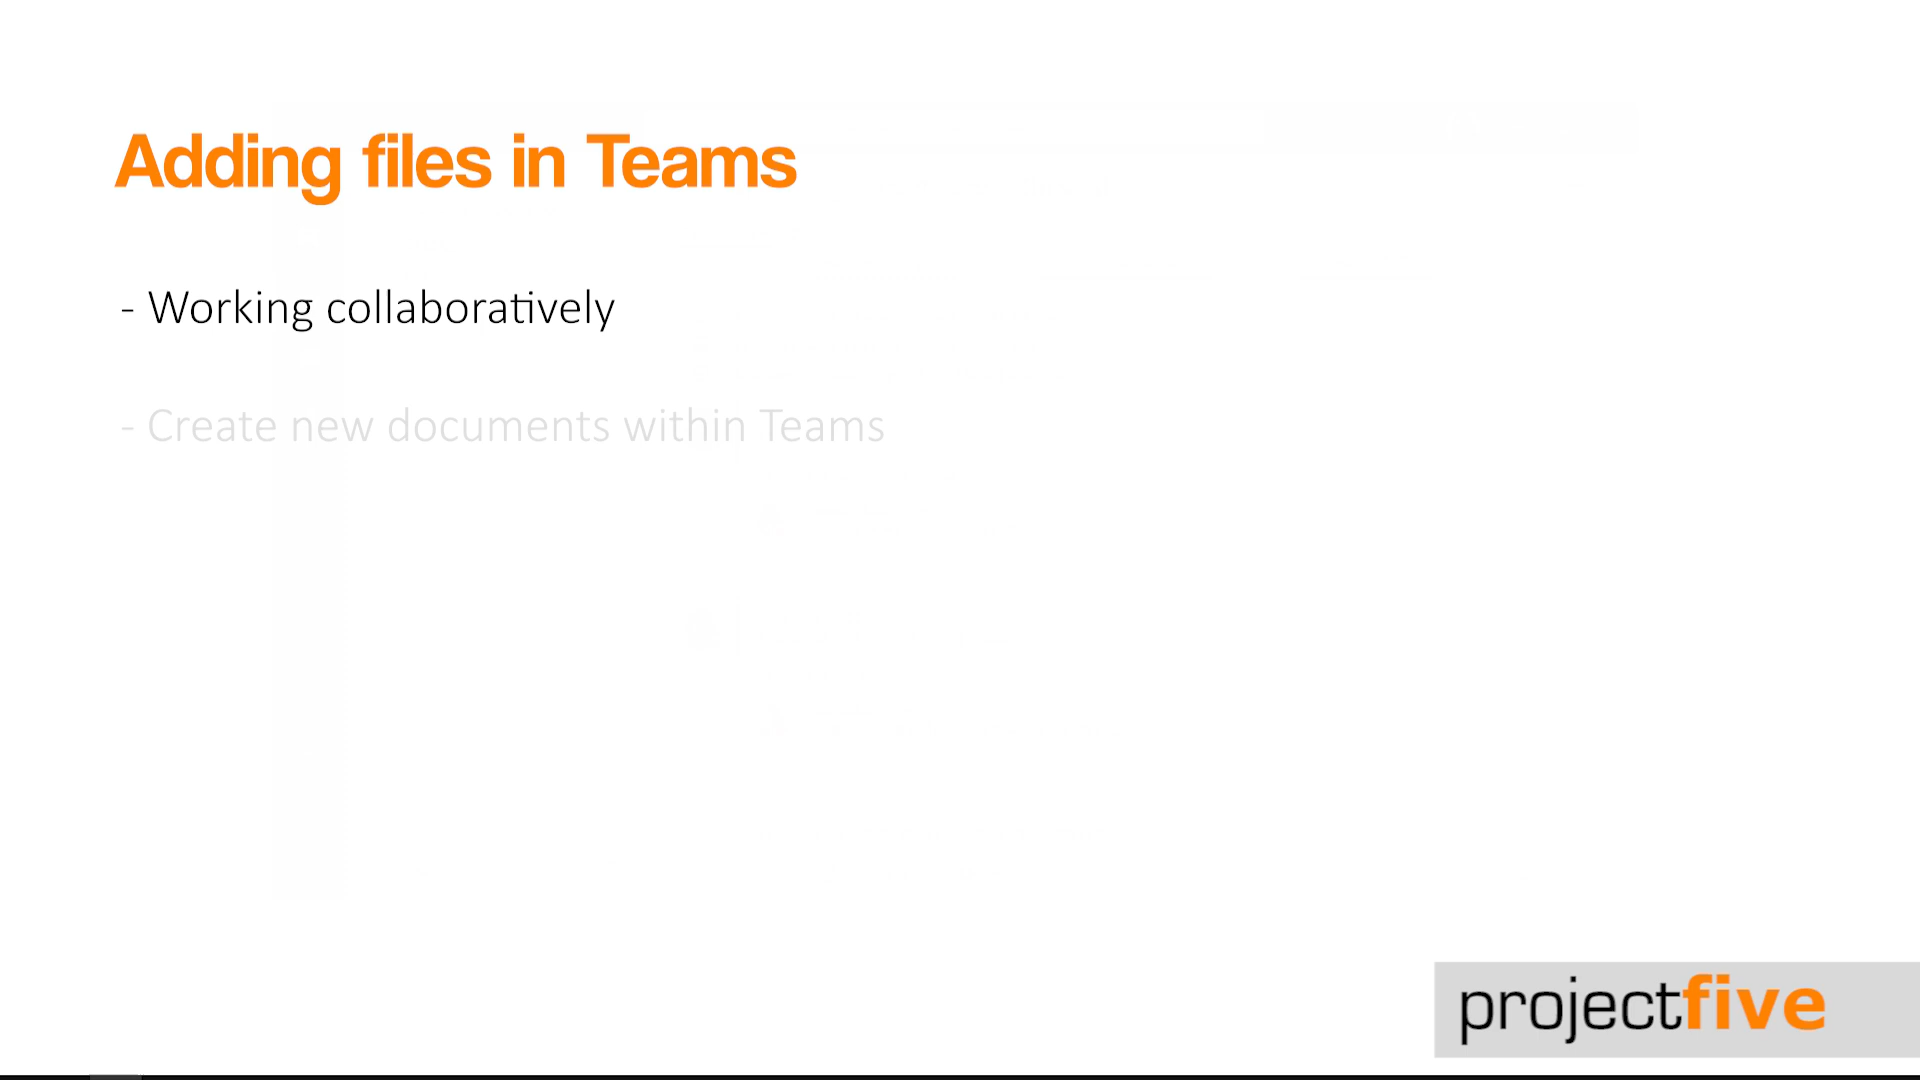 Adding files in Teams
- Working collaboratively
- Create new documents within Teams
projectfive